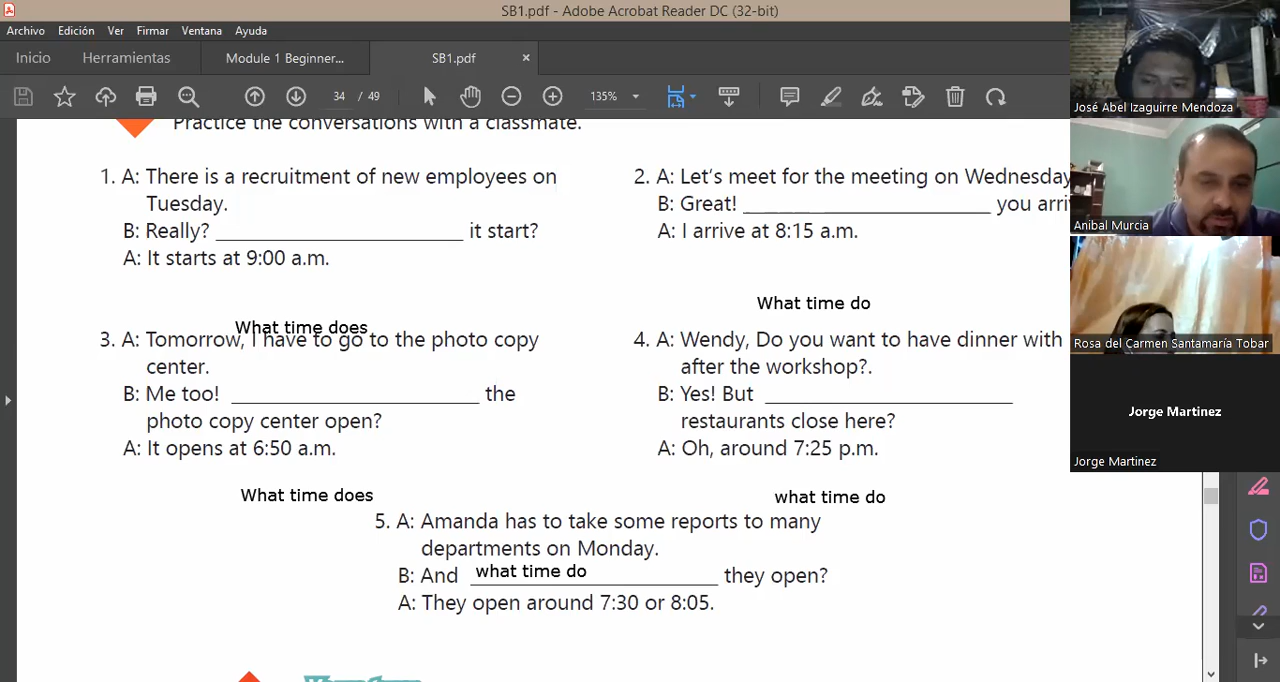 SB1.pdf - Adobe Acrobat Reader DC (32-bit)
Archivo Edición Ver Firmar Ventana Ayuda
Inicio Herramientas Module 1 Beginner... SB1.pdf ×
34 / 49 135%
Practice the conversations with a classmate.
1. A: There is a recruitment of new employees on
Tuesday.
B: Really? ______ it start?
A: It starts at 9:00 a.m.
2. A: Let's meet for the meeting on Wednesday
B: Great! ______ you arri
A: I arrive at 8:15 a.m.
What time does
What time do
3. A: Tomorrow, I have to go to the photo copy
center.
B: Me too! ______ the
photo copy center open?
A: It opens at 6:50 a.m.
4. A: Wendy, Do you want to have dinner with
after the workshop?.
B: Yes! But ______
restaurants close here?
A: Oh, around 7:25 p.m.
What time does
what time do
5. A: Amanda has to take some reports to many
departments on Monday.
B: And what time do they open?
A: They open around 7:30 or 8:05.
José Abel Izaguirre Mendoza
Anibal Murcia
Rosa del Carmen Santamaría Tobar
Jorge Martinez
Jorge Martinez